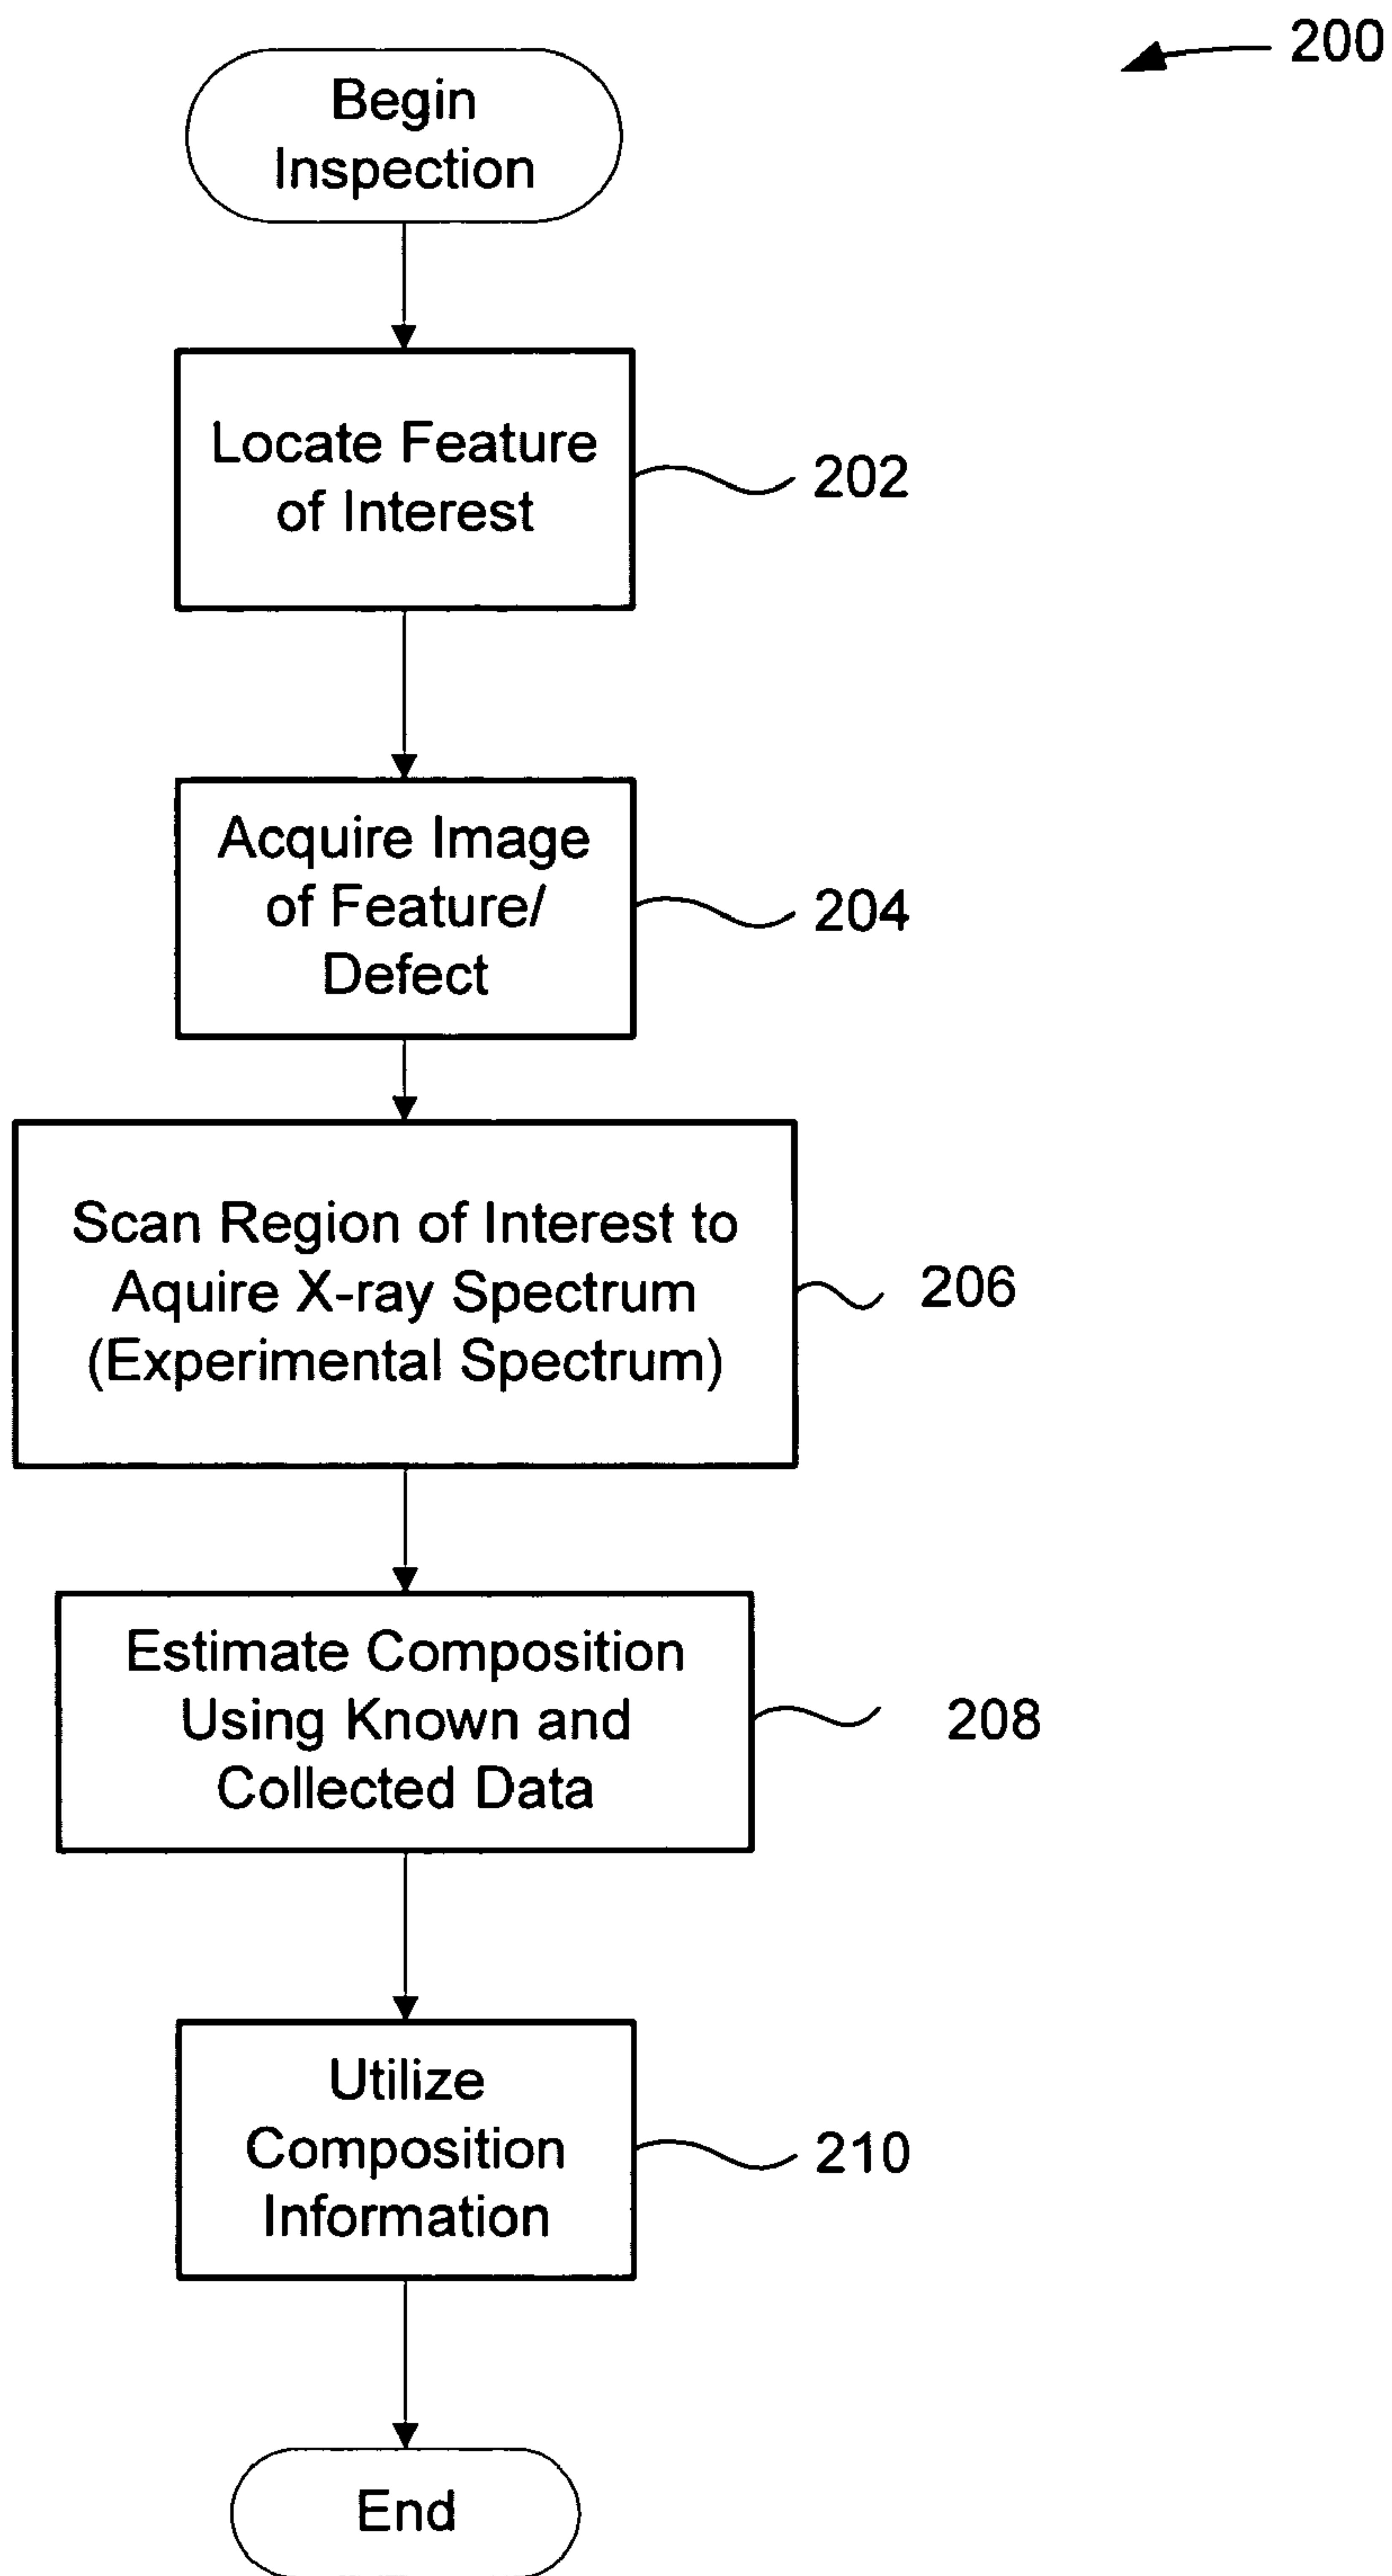 200
Begin
Inspection
Locate Feature
of Interest
202
Acquire Image
of Feature/
Defect
204
Scan Region of Interest to
Aquire X-ray Spectrum
(Experimental Spectrum)
206
Estimate Composition
Using Known and
Collected Data
208
Utilize
Composition
Information
210
End